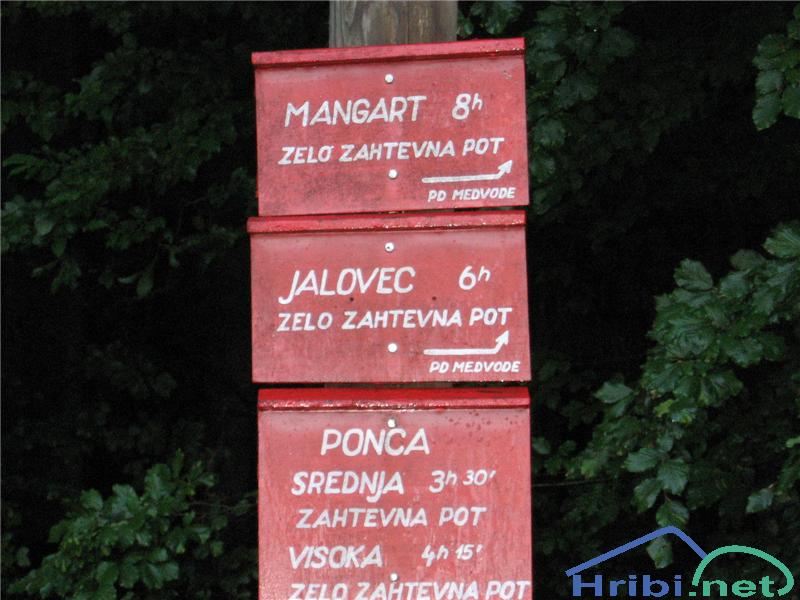 MANGART 8h
ZELO ZAHTEVNA POT
PD MEDVODE
JALOVEC 6h
ZELO ZAHTEVNA POT
PD MEDVODE
PONCA
SREDNJA 3h 30'
ZAHTEVNA POT
VISOKA 4h 15'
ZELO ZAHTEVNA POT
Hribi.net